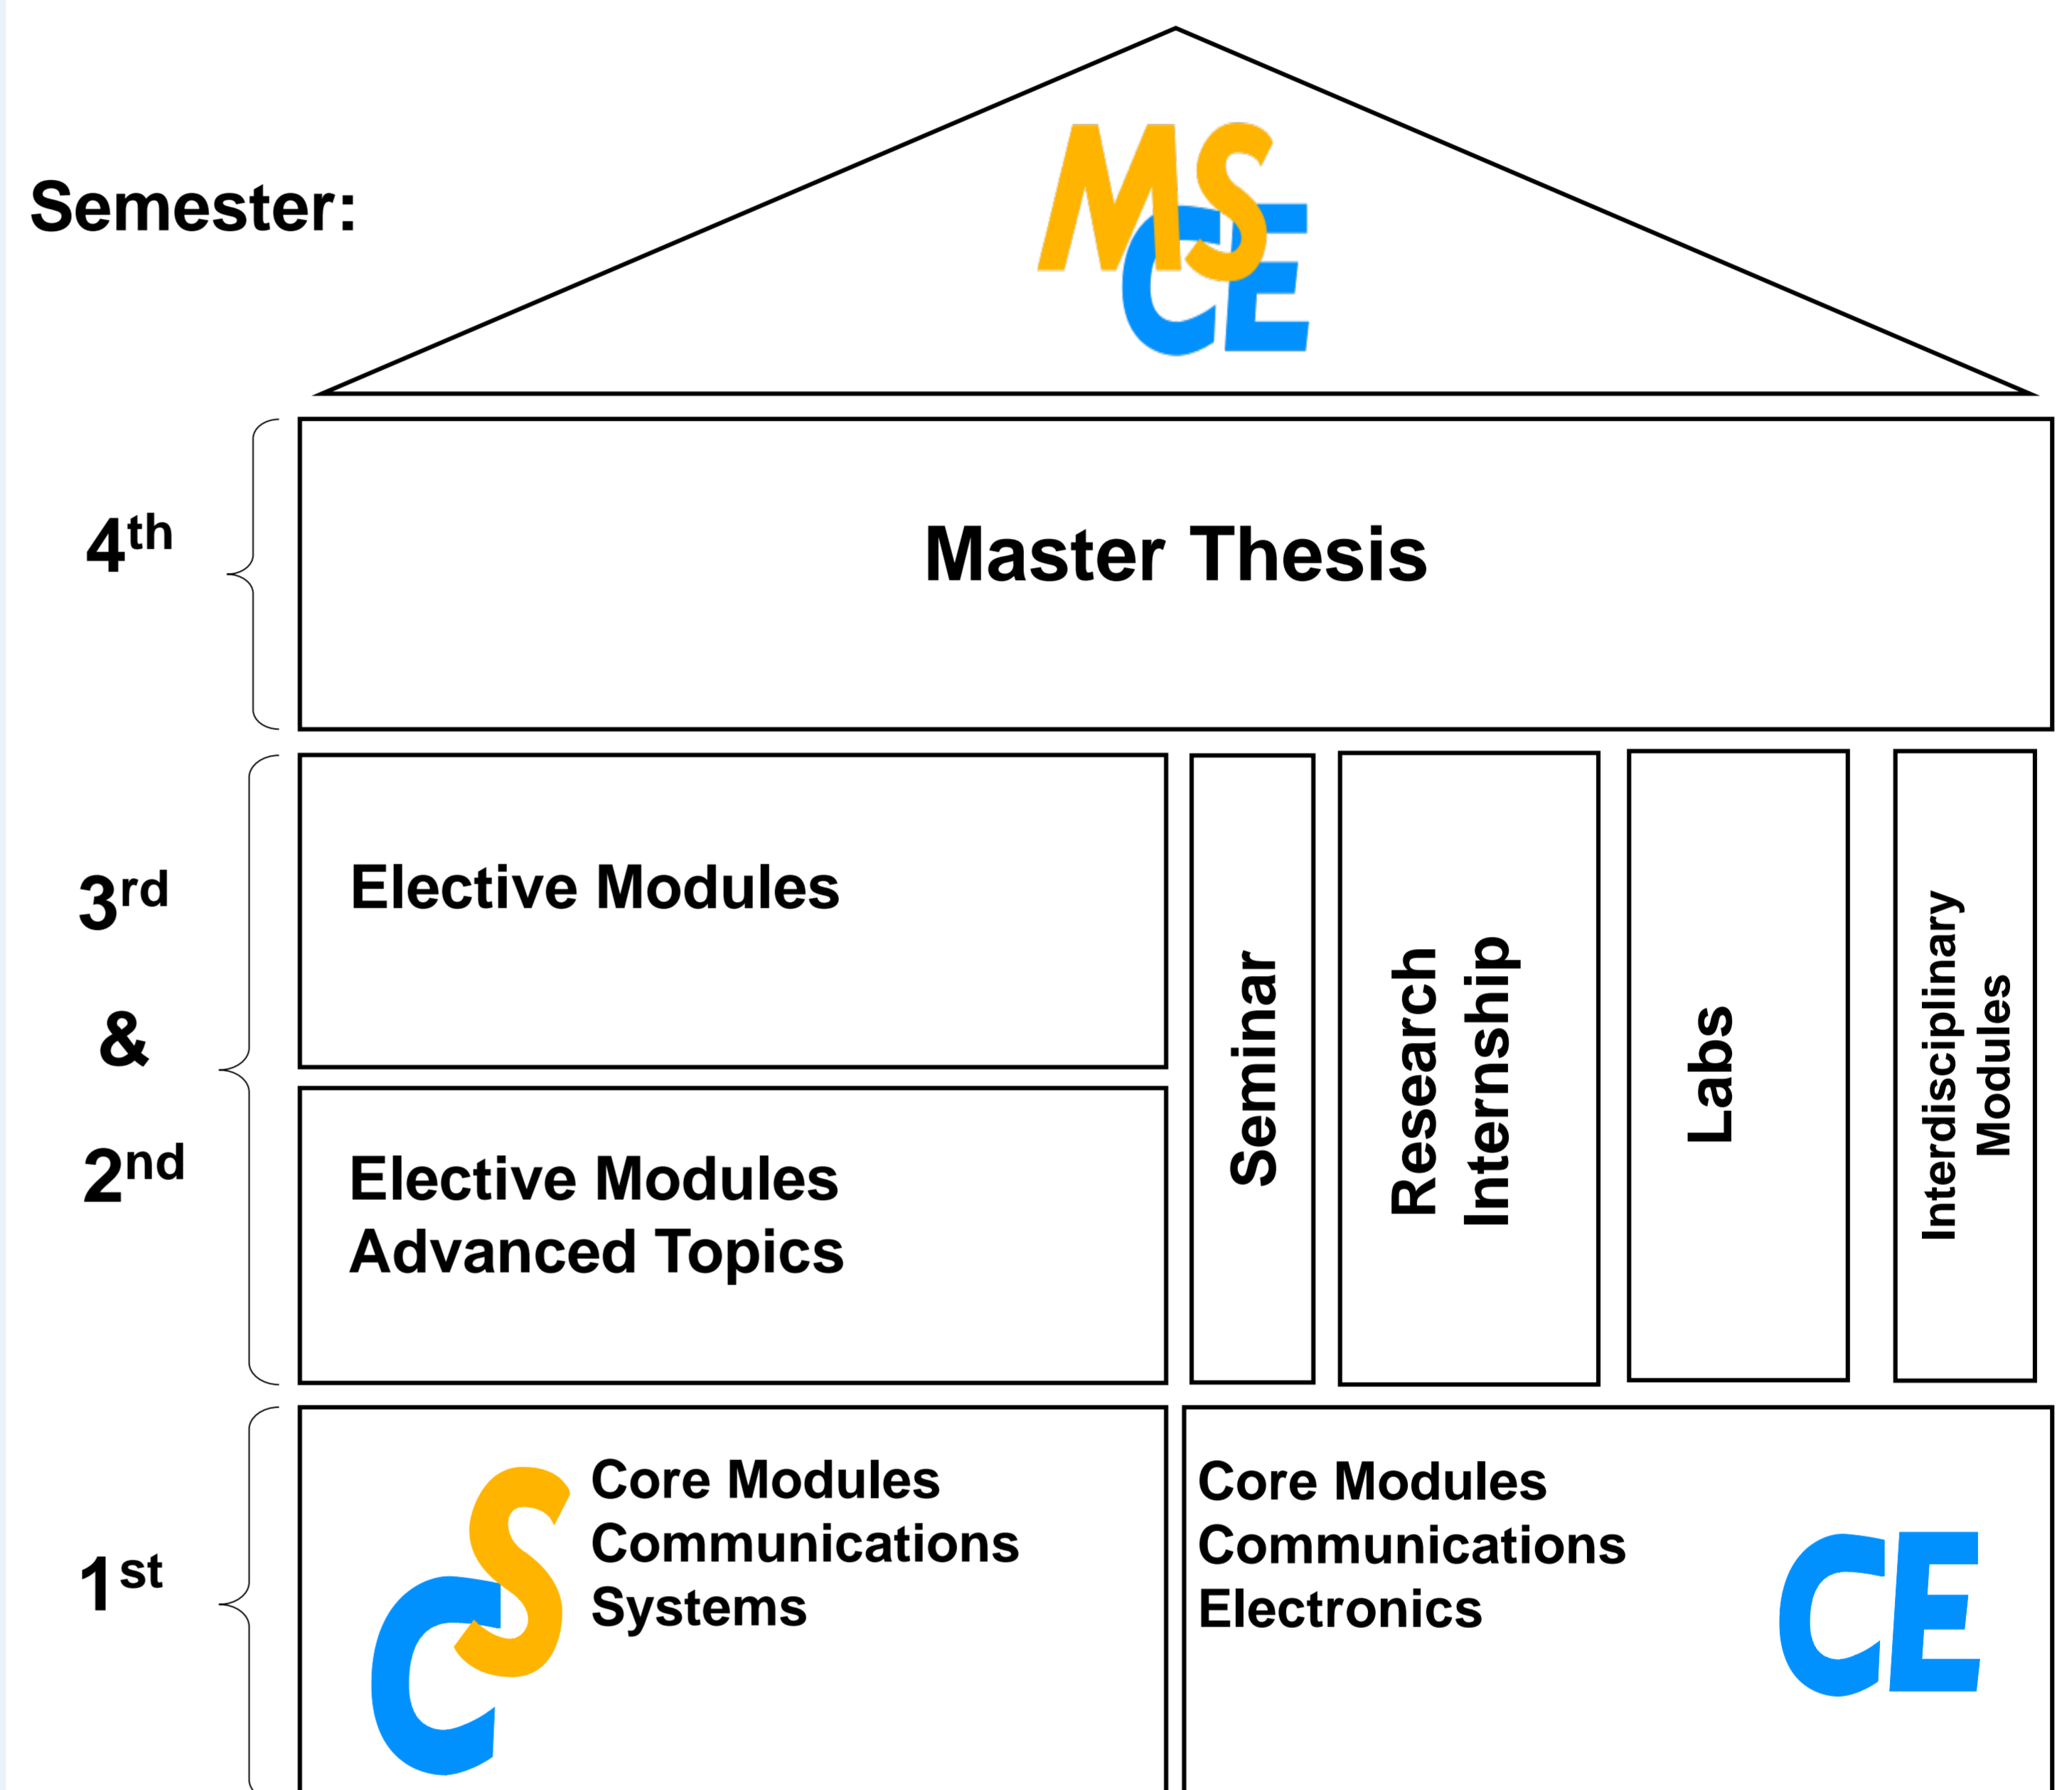 MS
CE
Semester:
4th
Master Thesis
3rd
&
2nd
Elective Modules
Elective Modules
Advanced Topics
Seminar
Research
Internship
Labs
Interdisciplinary
Modules
1st
CS
Core Modules
Communications
Systems
Core Modules
Communications
Electronics
CE